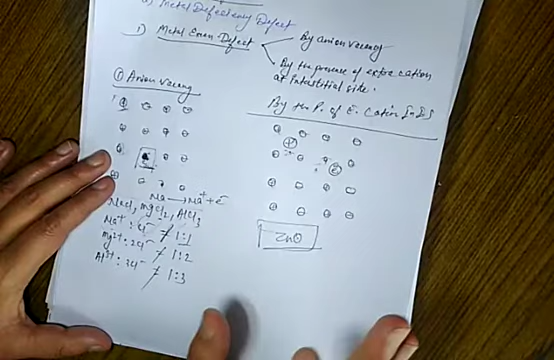 Metal Deficiency Defect
1) Metal Excess Defect
By anion vacancy
By the presence of extra cation
at Interstitial site.
① Anion Vacancy
By the P. of E. Cation I.S
Na → Na⁺ + e⁻
NaCl, MgCl₂, AlCl₃
Na⁺ : Cl⁻ ≠ 1:1
Mg²⁺ : 2Cl⁻ ≠ 1:2
Al³⁺ : 3Cl⁻ ≠ 1:3
ZnO